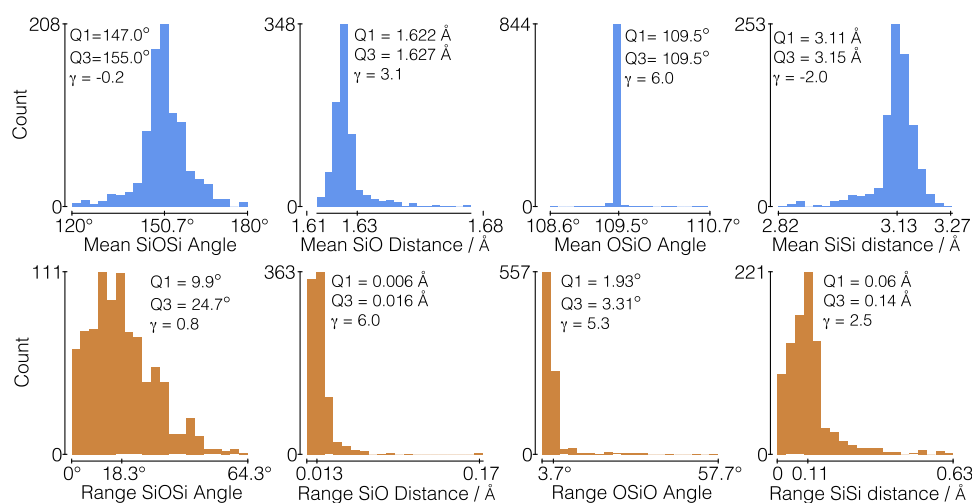 208
Q1=147.0°
Q3=155.0°
γ = -0.2
Count
0
120° 150.7° 180°
Mean SiOSi Angle
348
Q1 = 1.622 Å
Q3 = 1.627 Å
γ = 3.1
0
1.61 1.63 1.68
Mean SiO Distance / Å
844
Q1= 109.5°
Q3 = 109.5°
γ = 6.0
0
108.6° 109.5° 110.7°
Mean OSiO Angle
253
Q1 = 3.11 Å
Q3 = 3.15 Å
γ = -2.0
0
2.82 3.13 3.27
Mean SiSi distance / Å
111
Q1 = 9.9°
Q3 = 24.7°
γ = 0.8
Count
0
0° 18.3° 64.3°
Range SiOSi Angle
363
Q1 = 0.006 Å
Q3 = 0.016 Å
γ = 6.0
0
0.013 0.17
Range SiO Distance / Å
557
Q1 = 1.93°
Q3 = 3.31°
γ = 5.3
0
3.7° 57.7°
Range OSiO Angle
221
Q1 = 0.06 Å
Q3 = 0.14 Å
γ = 2.5
0
0 0.11 0.63
Range SiSi distance / Å